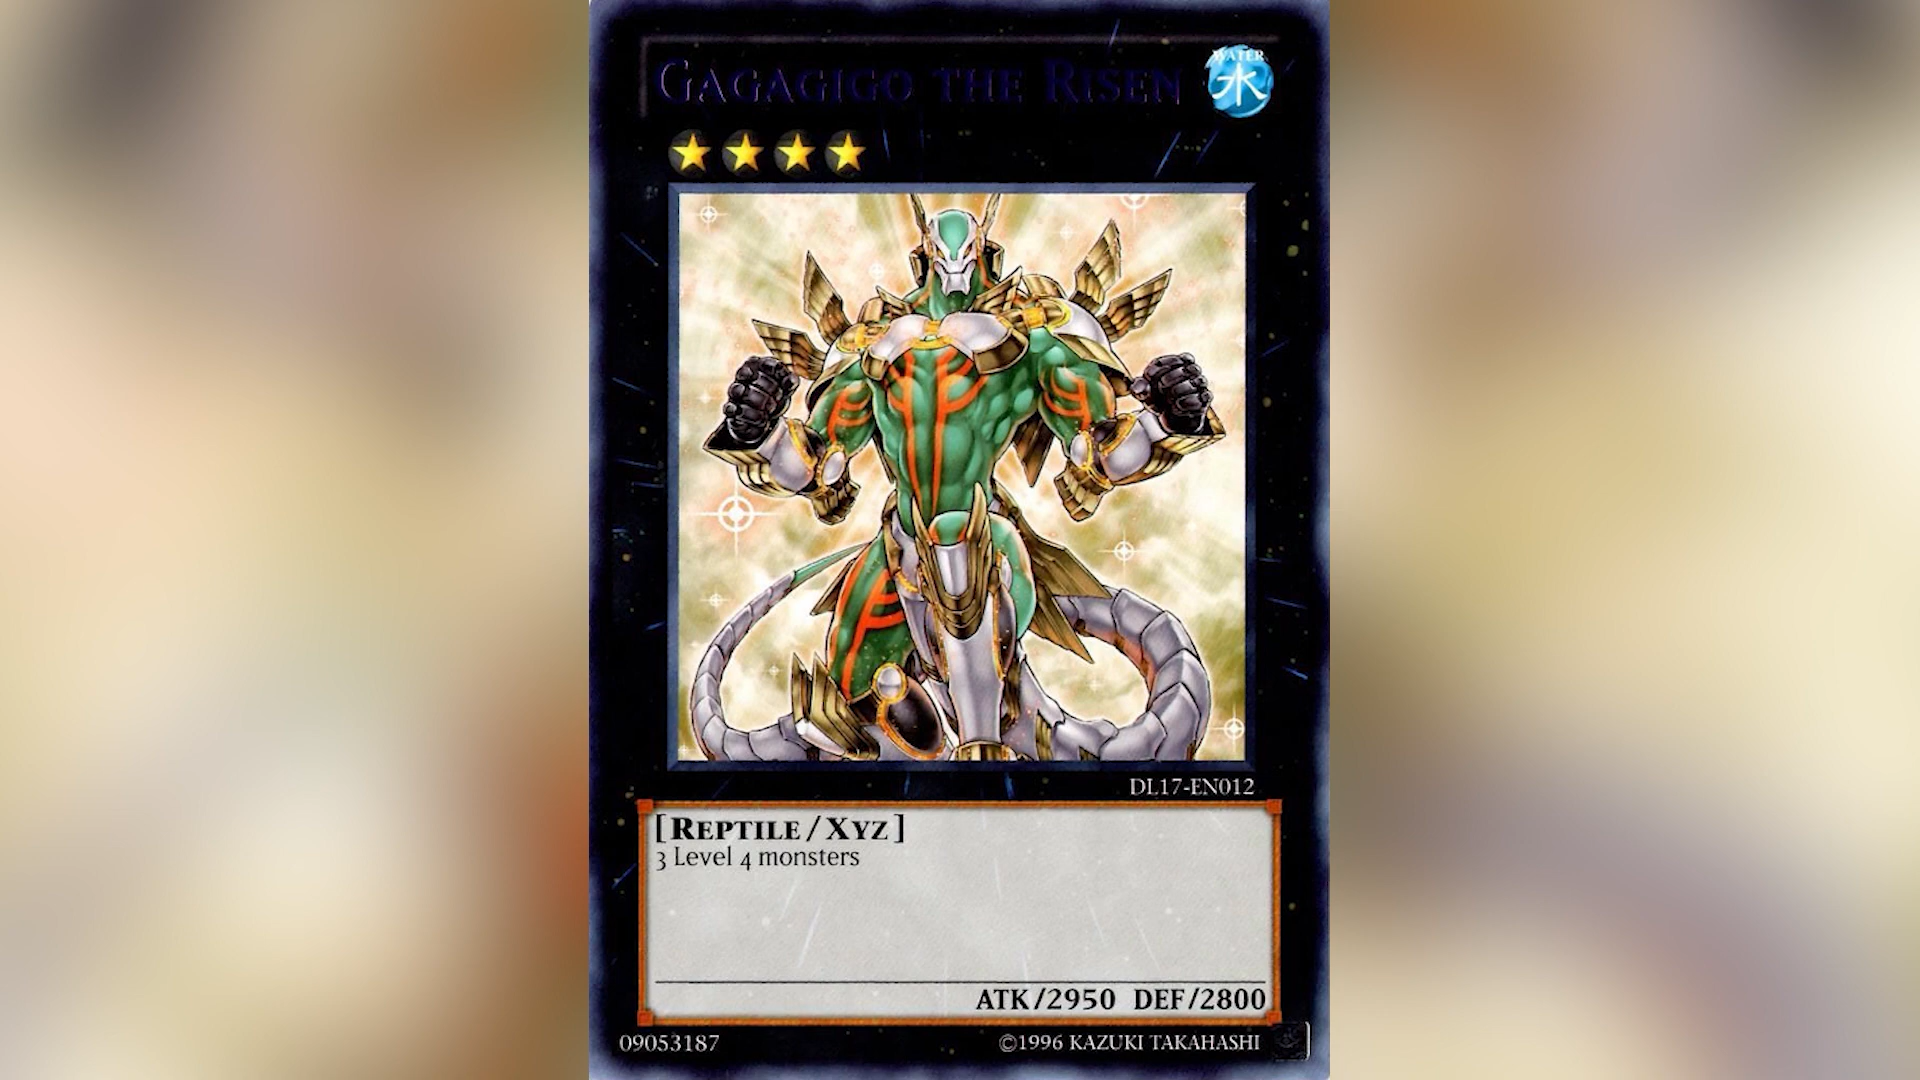 GAGAGIGO THE RISEN
WATER
水
DL17-EN012
[REPTILE/XYZ]
3 Level 4 monsters
ATK/2950 DEF/2800
09053187
©1996 KAZUKI TAKAHASHI